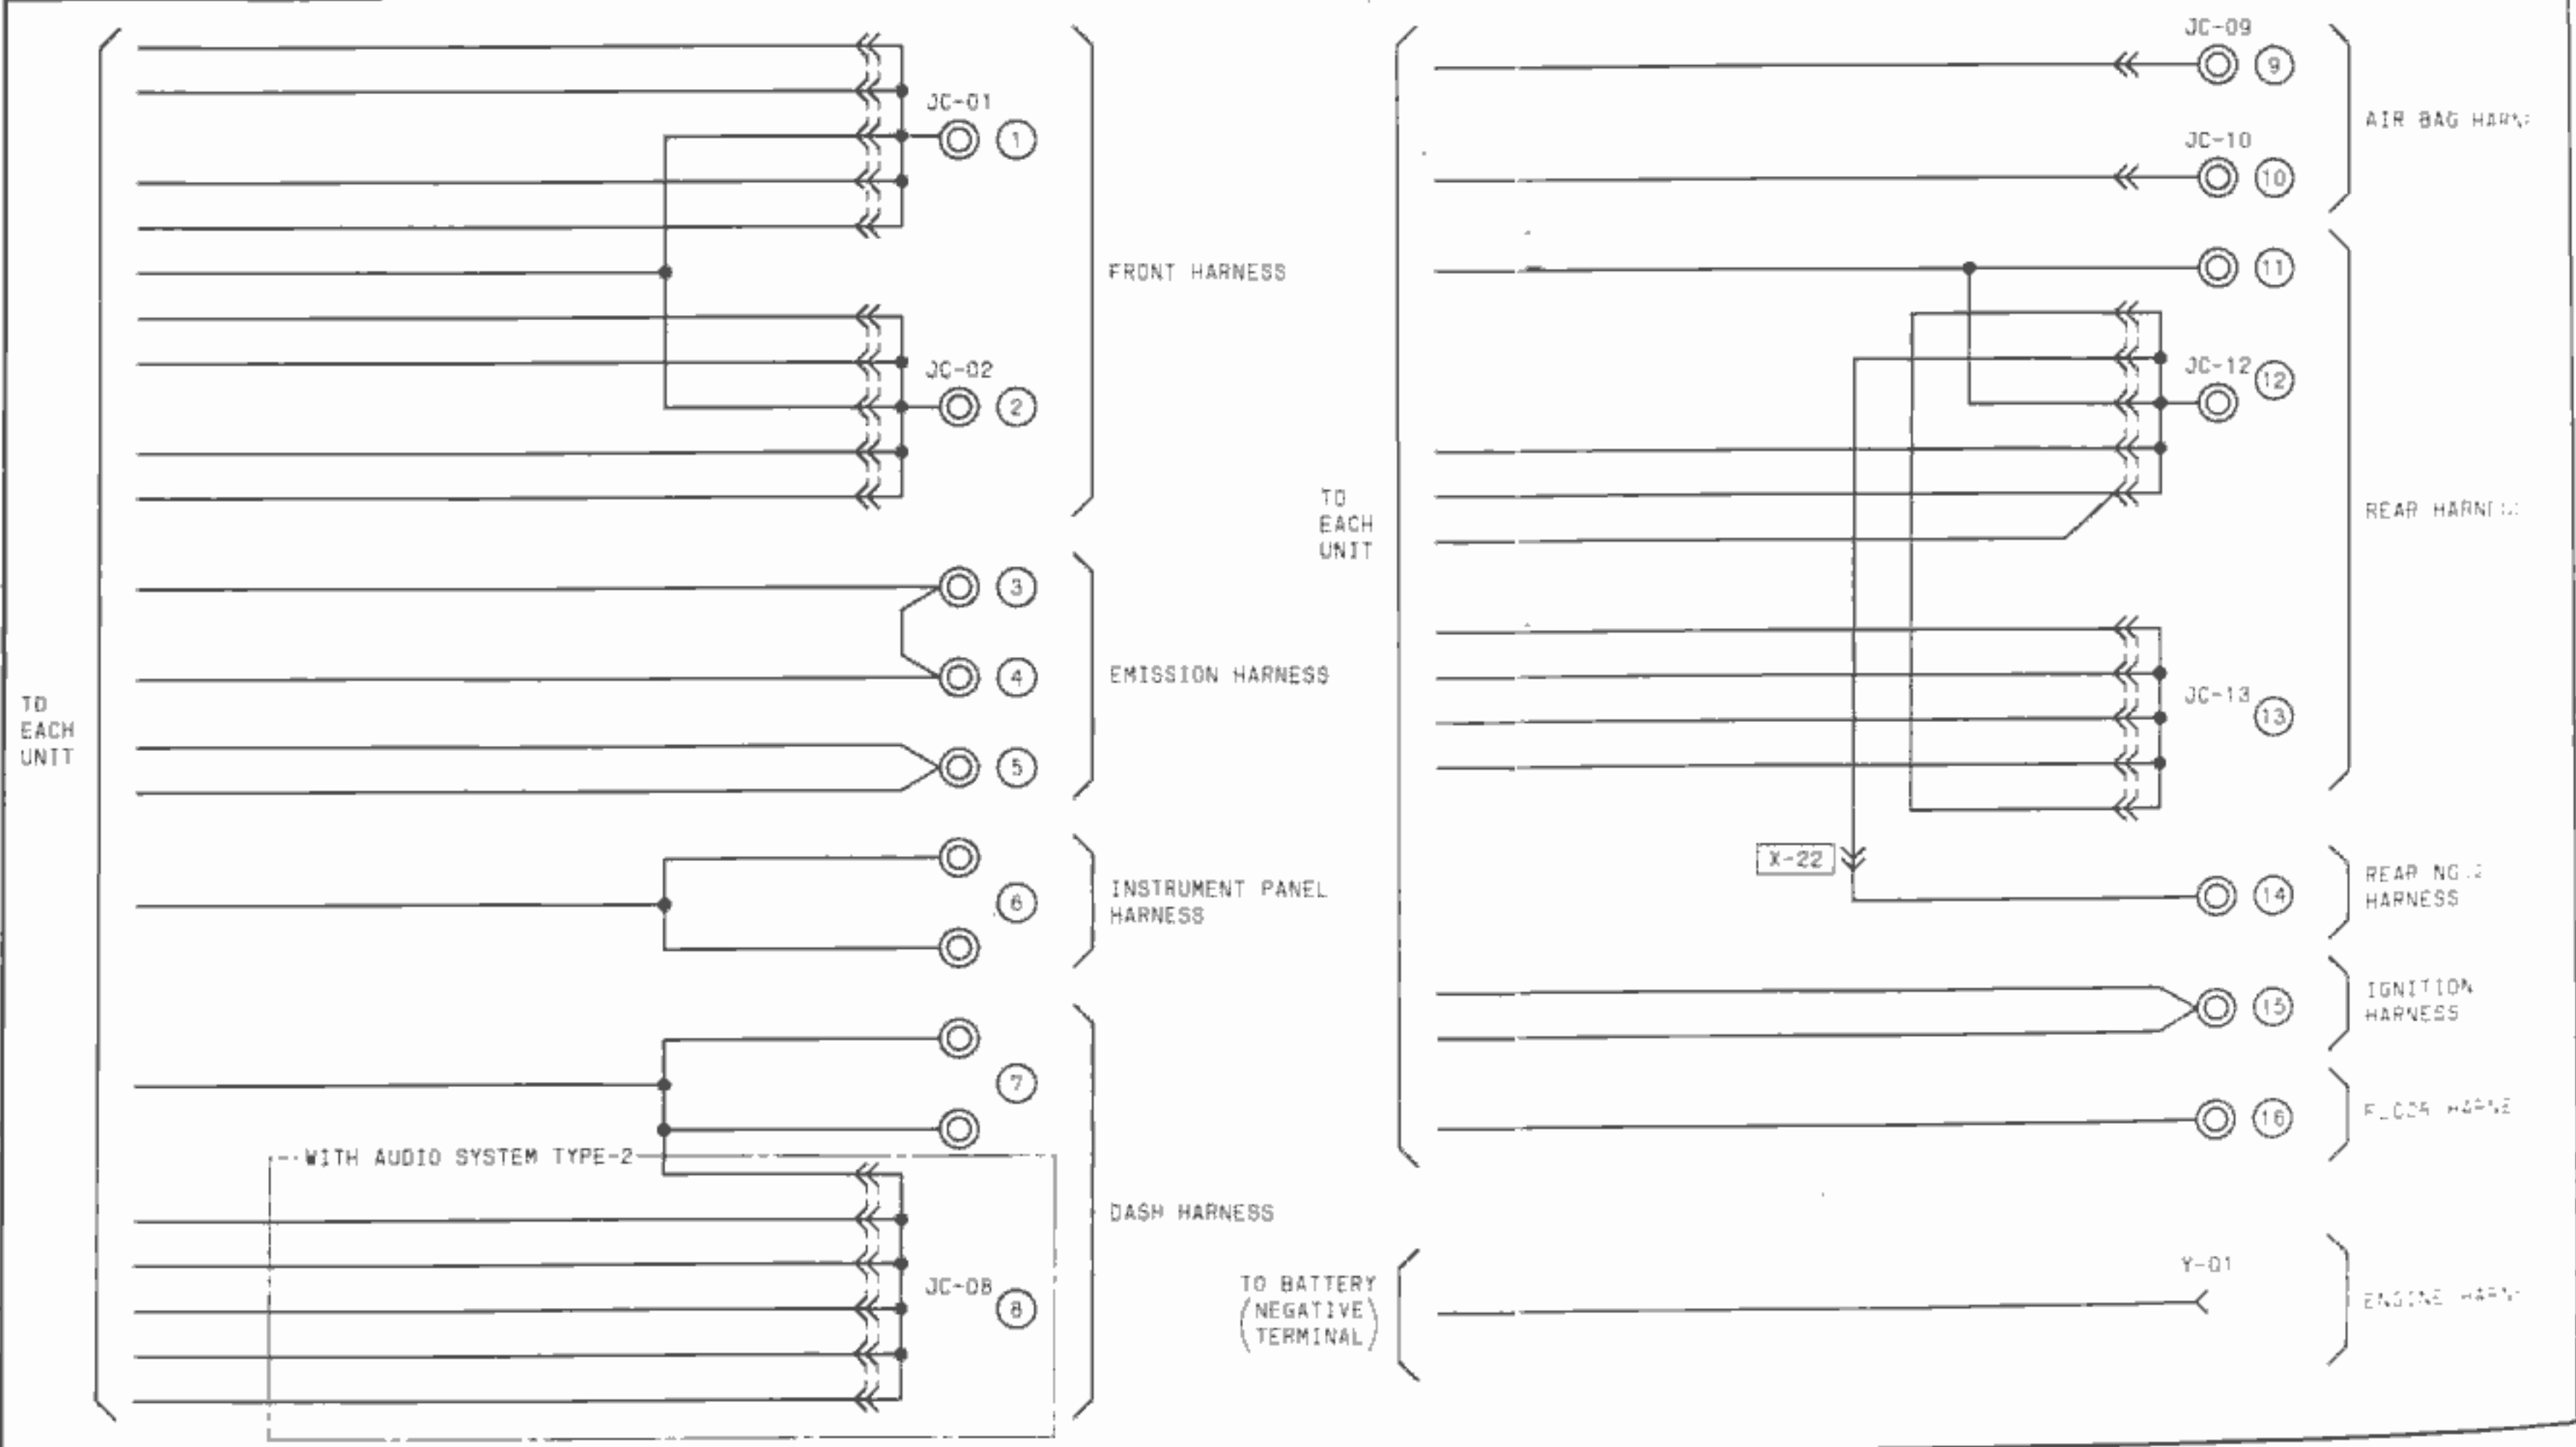 JC-01
1
FRONT HARNESS
JC-02
2
3
4
EMISSION HARNESS
5
TO
EACH
UNIT
6
INSTRUMENT PANEL
HARNESS
7
WITH AUDIO SYSTEM TYPE-2
DASH HARNESS
JC-08
8
JC-09
9
AIR BAG
JC-10
10
11
JC-12
12
TO
EACH
UNIT
REAR
JC-13
13
X-22
14
REAR NO.2
HARNESS
15
IGNITION
HARNESS
16
TO BATTERY
(NEGATIVE
TERMINAL)
Y-01